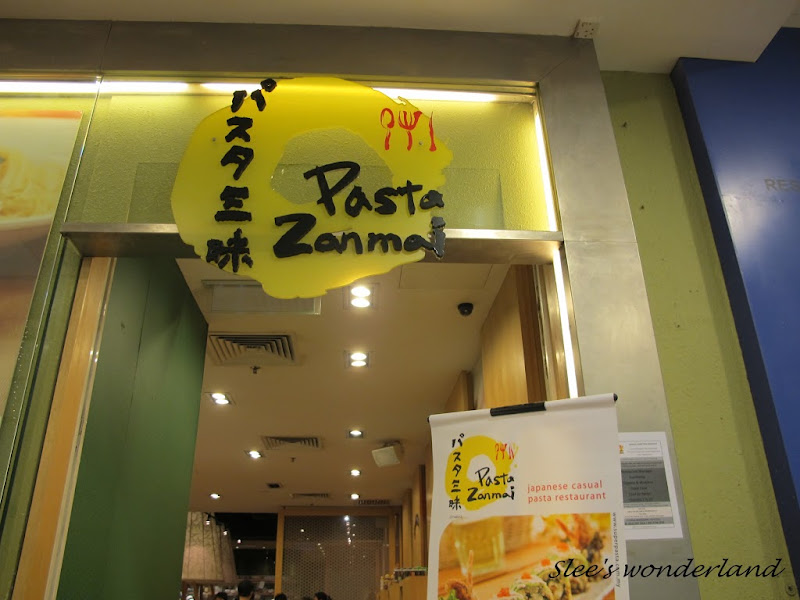 パスタ三昧
Pasta
Zanmai
パスタ三昧
Pasta
Zanmai
japanese casual
pasta restaurant
Slee's wonderland